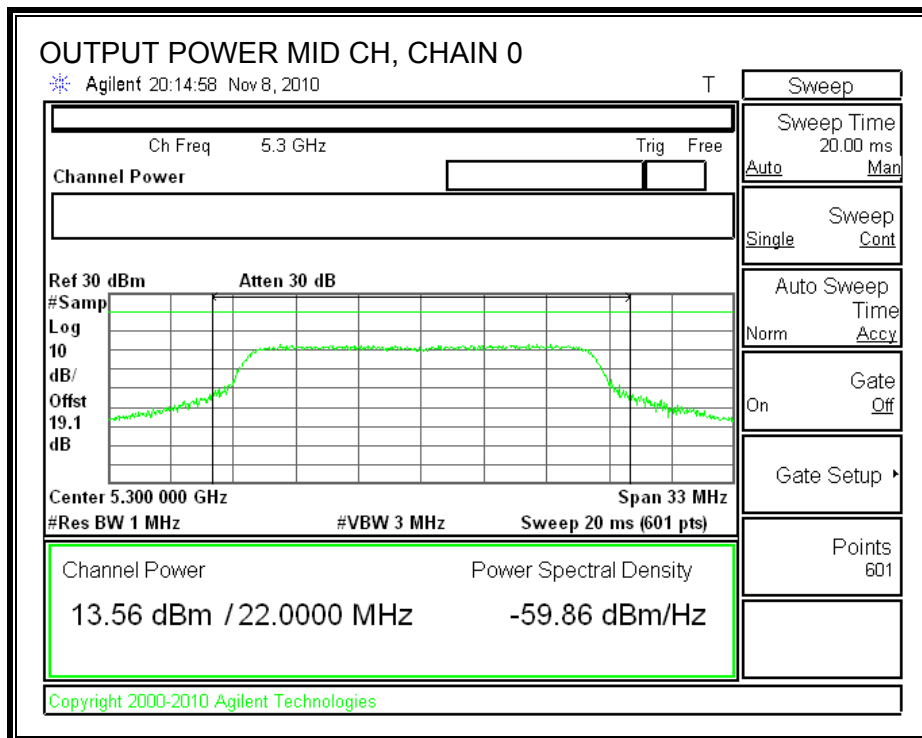 OUTPUT POWER MID CH, CHAIN 0
Agilent 20:14:58 Nov 8, 2010 T
Ch Freq 5.3 GHz Trig Free
Channel Power
Ref 30 dBm Atten 30 dB
#Samp
Log
10
dB/
Offst
19.1
dB
Center 5.300 000 GHz Span 33 MHz
#Res BW 1 MHz #VBW 3 MHz Sweep 20 ms (601 pts)
Channel Power Power Spectral Density
13.56 dBm / 22.0000 MHz -59.86 dBm/Hz
Copyright 2000-2010 Agilent Technologies
Sweep
Sweep Time
20.00 ms
Auto Man
Sweep
Single Cont
Auto Sweep
Time
Norm Accy
Gate
On Off
Gate Setup
Points
601